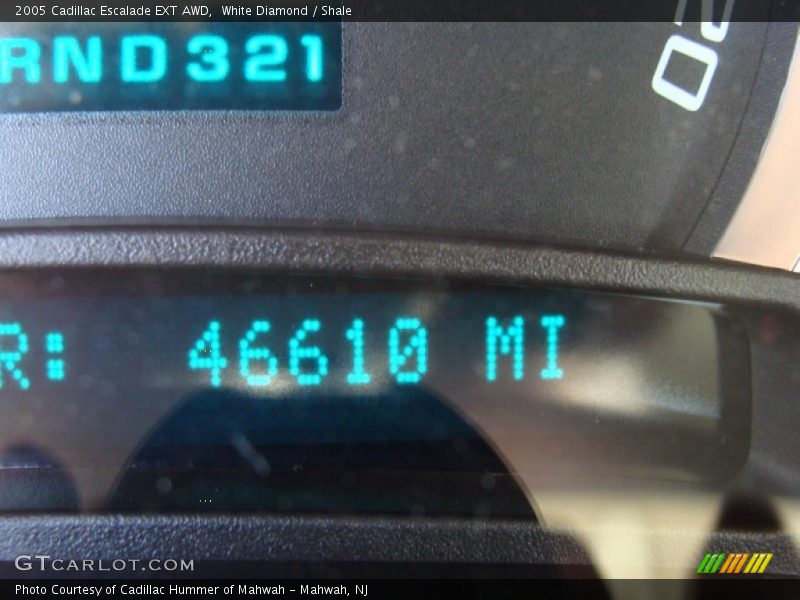 2005 Cadillac Escalade EXT AWD, White Diamond / Shale
RND321
R: 46610 MI
GTCARLOT.COM
Photo Courtesy of Cadillac Hummer of Mahwah - Mahwah, NJ